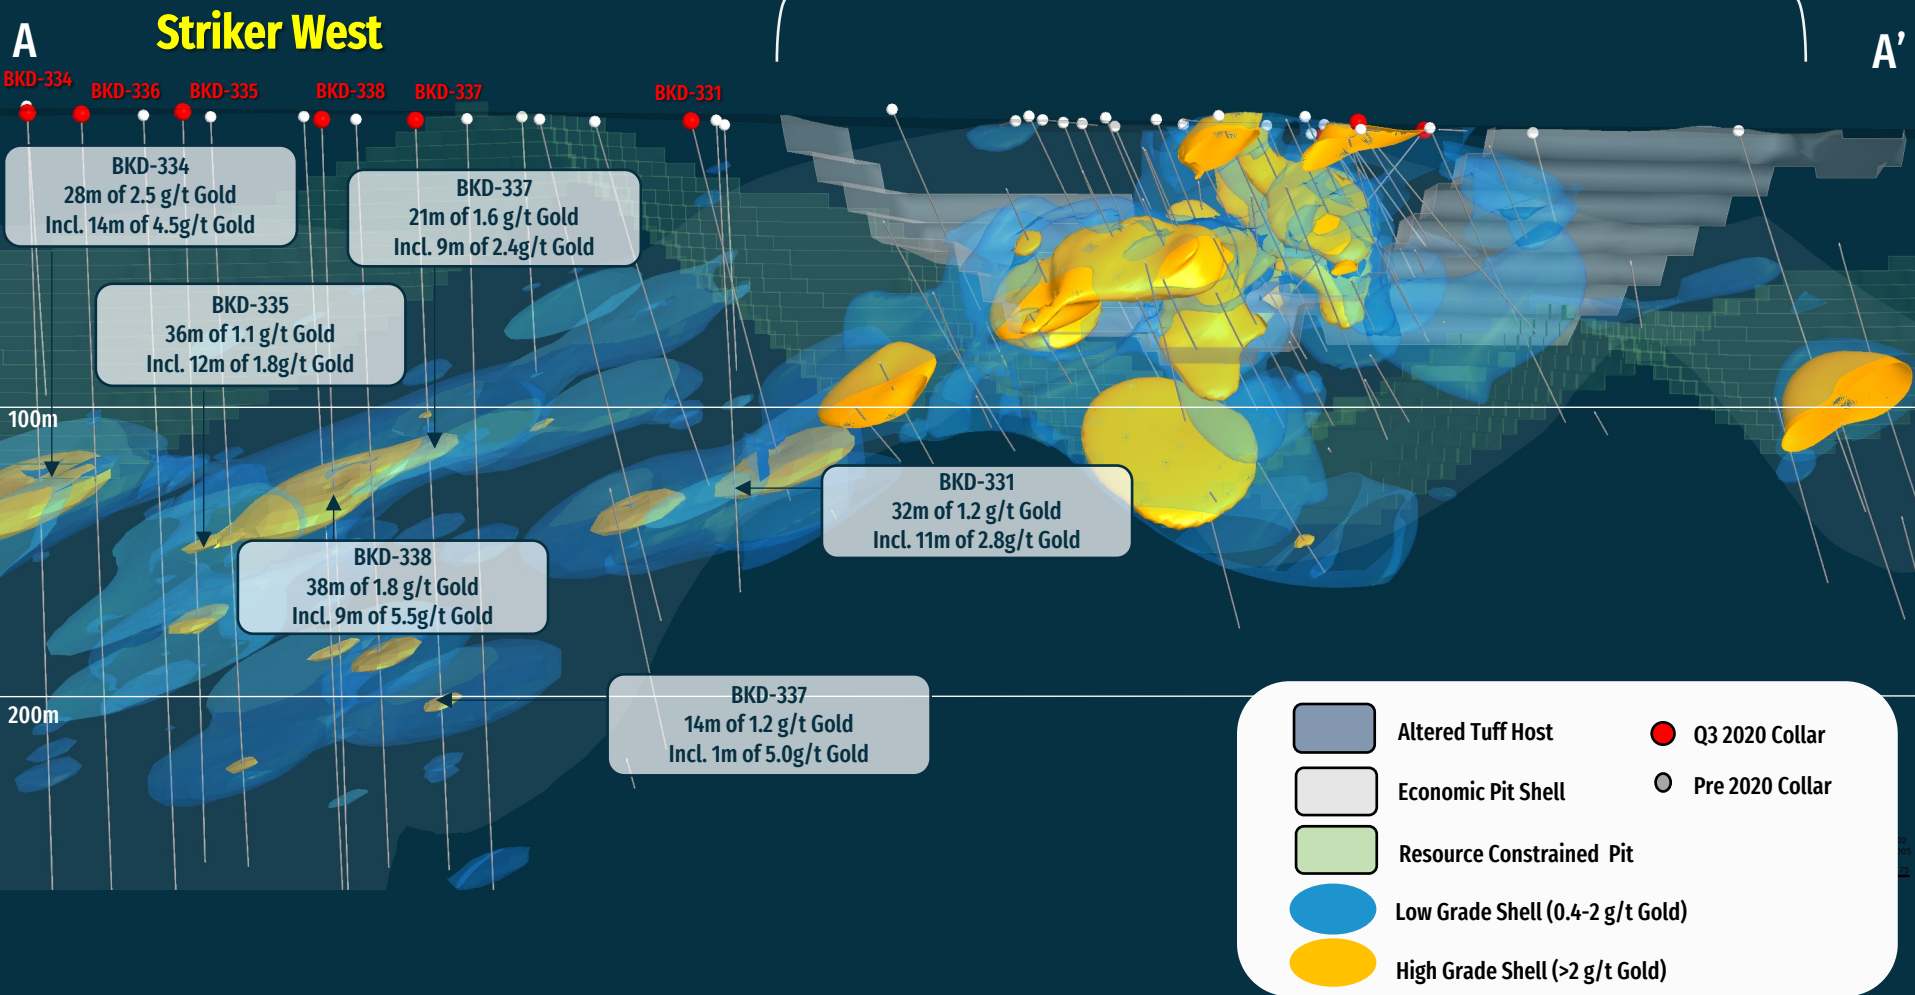 A
Striker West
A'
BKD-334
BKD-336
BKD-335
BKD-338
BKD-337
BKD-331
BKD-334
28m of 2.5 g/t Gold
Incl. 14m of 4.5g/t Gold
BKD-337
21m of 1.6 g/t Gold
Incl. 9m of 2.4g/t Gold
BKD-335
36m of 1.1 g/t Gold
Incl. 12m of 1.8g/t Gold
100m
BKD-331
32m of 1.2 g/t Gold
Incl. 11m of 2.8g/t Gold
BKD-338
38m of 1.8 g/t Gold
Incl. 9m of 5.5g/t Gold
200m
BKD-337
14m of 1.2 g/t Gold
Incl. 1m of 5.0g/t Gold
Altered Tuff Host
Q3 2020 Collar
Economic Pit Shell
Pre 2020 Collar
Resource Constrained Pit
Low Grade Shell (0.4-2 g/t Gold)
High Grade Shell (>2 g/t Gold)